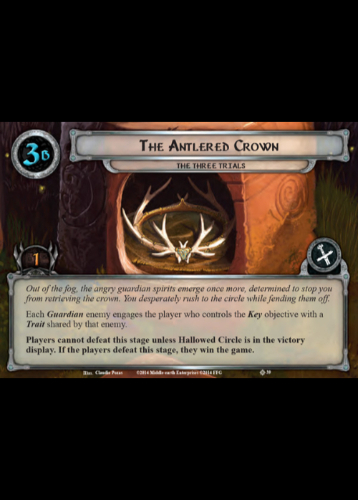 3B
THE ANTLERED CROWN
THE THREE TRIALS
1
Out of the fog, the angry guardian spirits emerge once more, determined to stop you
from retrieving the crown. You desperately rush to the circle while fending them off.
Each Guardian enemy engages the player who controls the Key objective with a
Trait shared by that enemy.
Players cannot defeat this stage unless Hallowed Circle is in the victory
display. If the players defeat this stage, they win the game.
Illus. Claudio Pozas ©2014 Middle-earth Enterprises ©2014 FFG